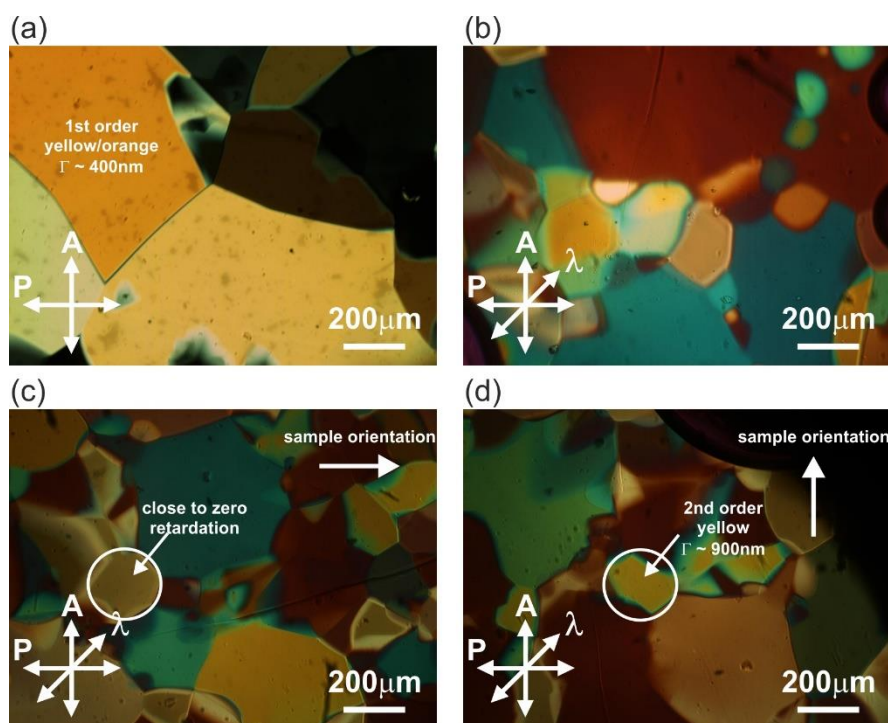 (a)
1st order
yellow/orange
Γ ~ 400nm
A
P
200μm
(b)
A
λ
P
200μm
(c)
sample orientation
close to zero
retardation
A
λ
P
200μm
(d)
sample orientation
2nd order
yellow
Γ ~ 900nm
A
λ
P
200μm